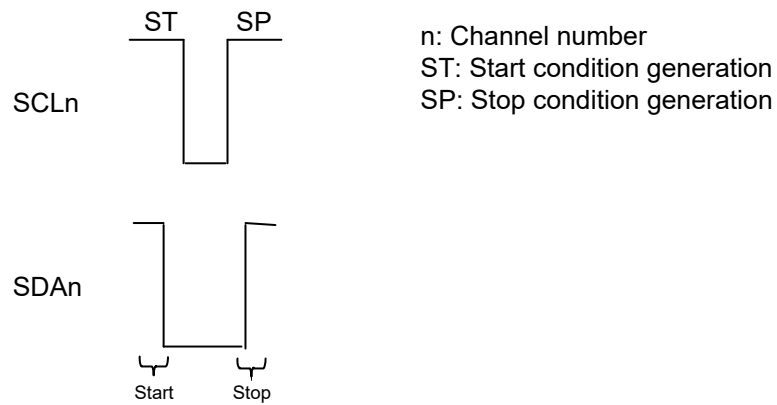 ST SP
n: Channel number
ST: Start condition generation
SP: Stop condition generation
SCLn
SDAn
Start Stop